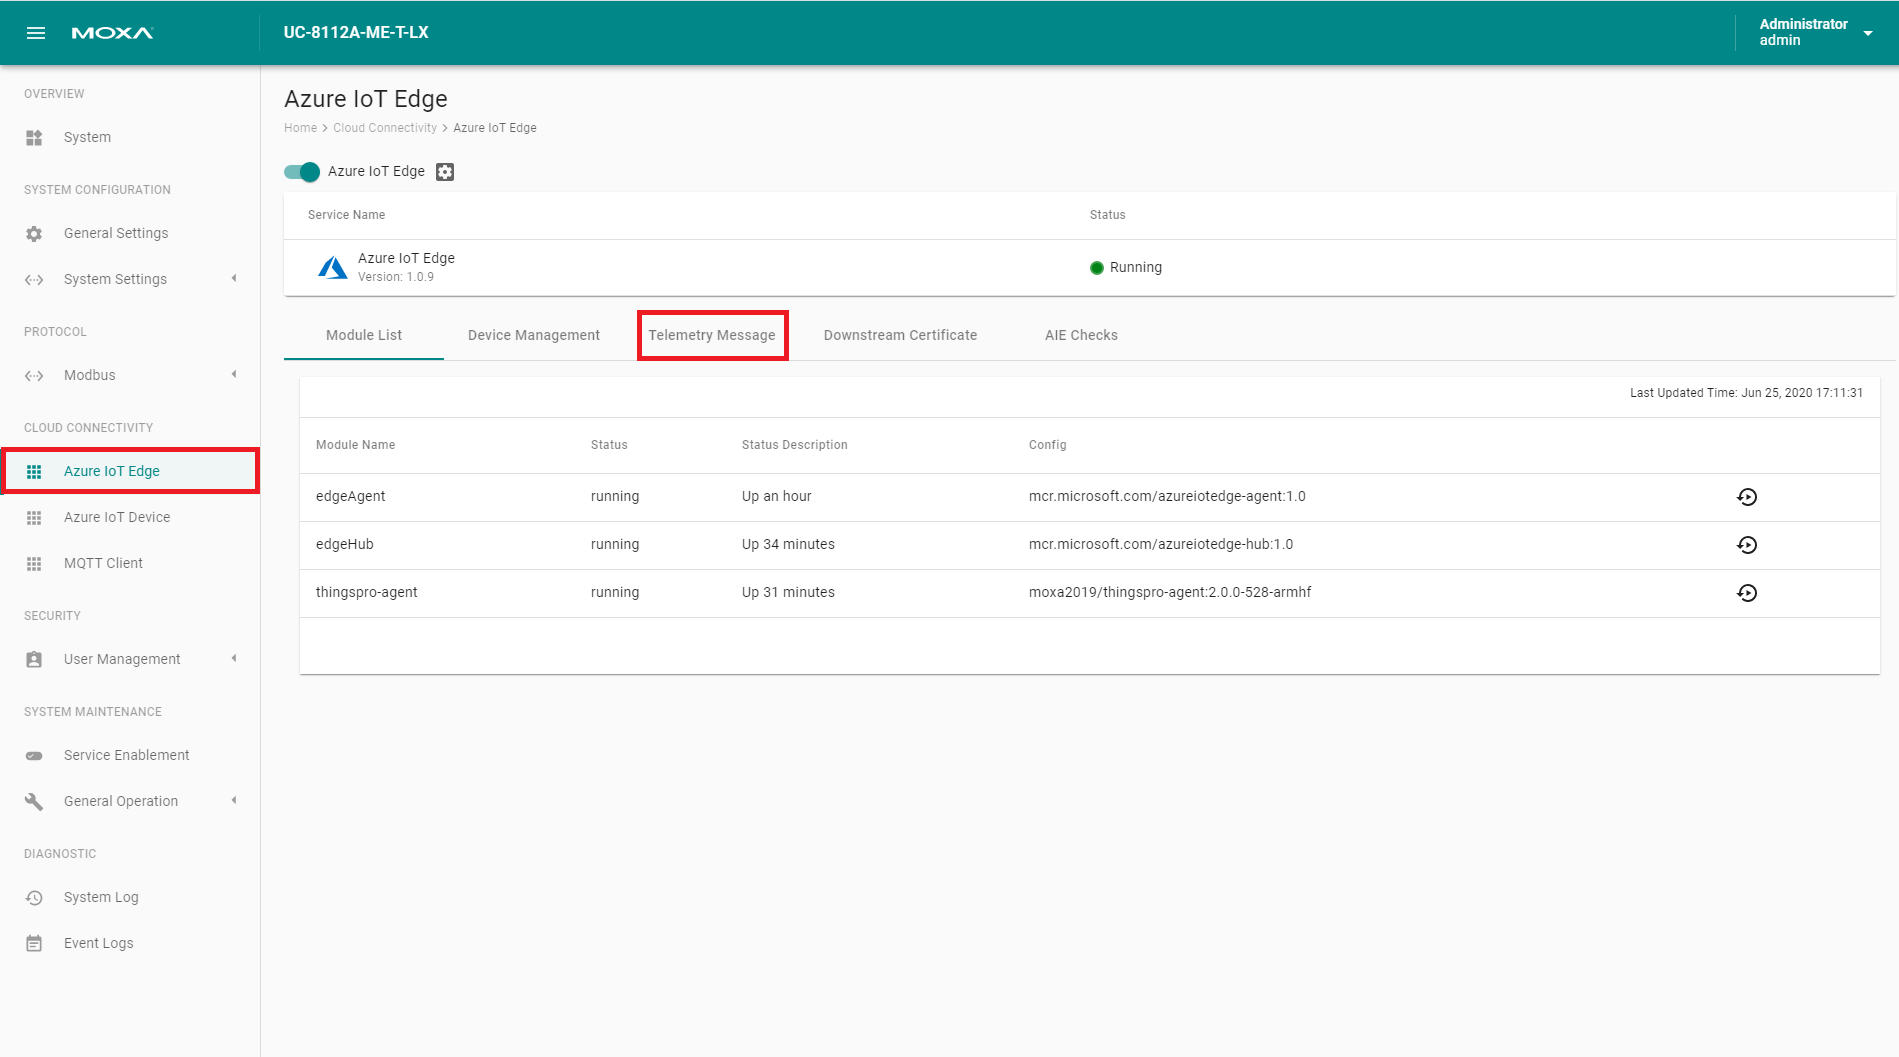 MOXA
UC-8112A-ME-T-LX
Administrator
admin
OVERVIEW
System
SYSTEM CONFIGURATION
General Settings
System Settings
PROTOCOL
Modbus
CLOUD CONNECTIVITY
Azure IoT Edge
Azure IoT Device
MQTT Client
SECURITY
User Management
SYSTEM MAINTENANCE
Service Enablement
General Operation
DIAGNOSTIC
System Log
Event Logs
Azure IoT Edge
Home > Cloud Connectivity > Azure IoT Edge
Azure IoT Edge
Service Name Status
Azure IoT Edge
Version: 1.0.9
Running
Module List Device Management Telemetry Message Downstream Certificate AIE Checks
Last Updated Time: Jun 25, 2020 17:11:31
Module Name Status Status Description Config
edgeAgent running Up an hour mcr.microsoft.com/azureiotedge-agent:1.0
edgeHub running Up 34 minutes mcr.microsoft.com/azureiotedge-hub:1.0
thingspro-agent running Up 31 minutes moxa2019/thingspro-agent:2.0.0-528-armhf